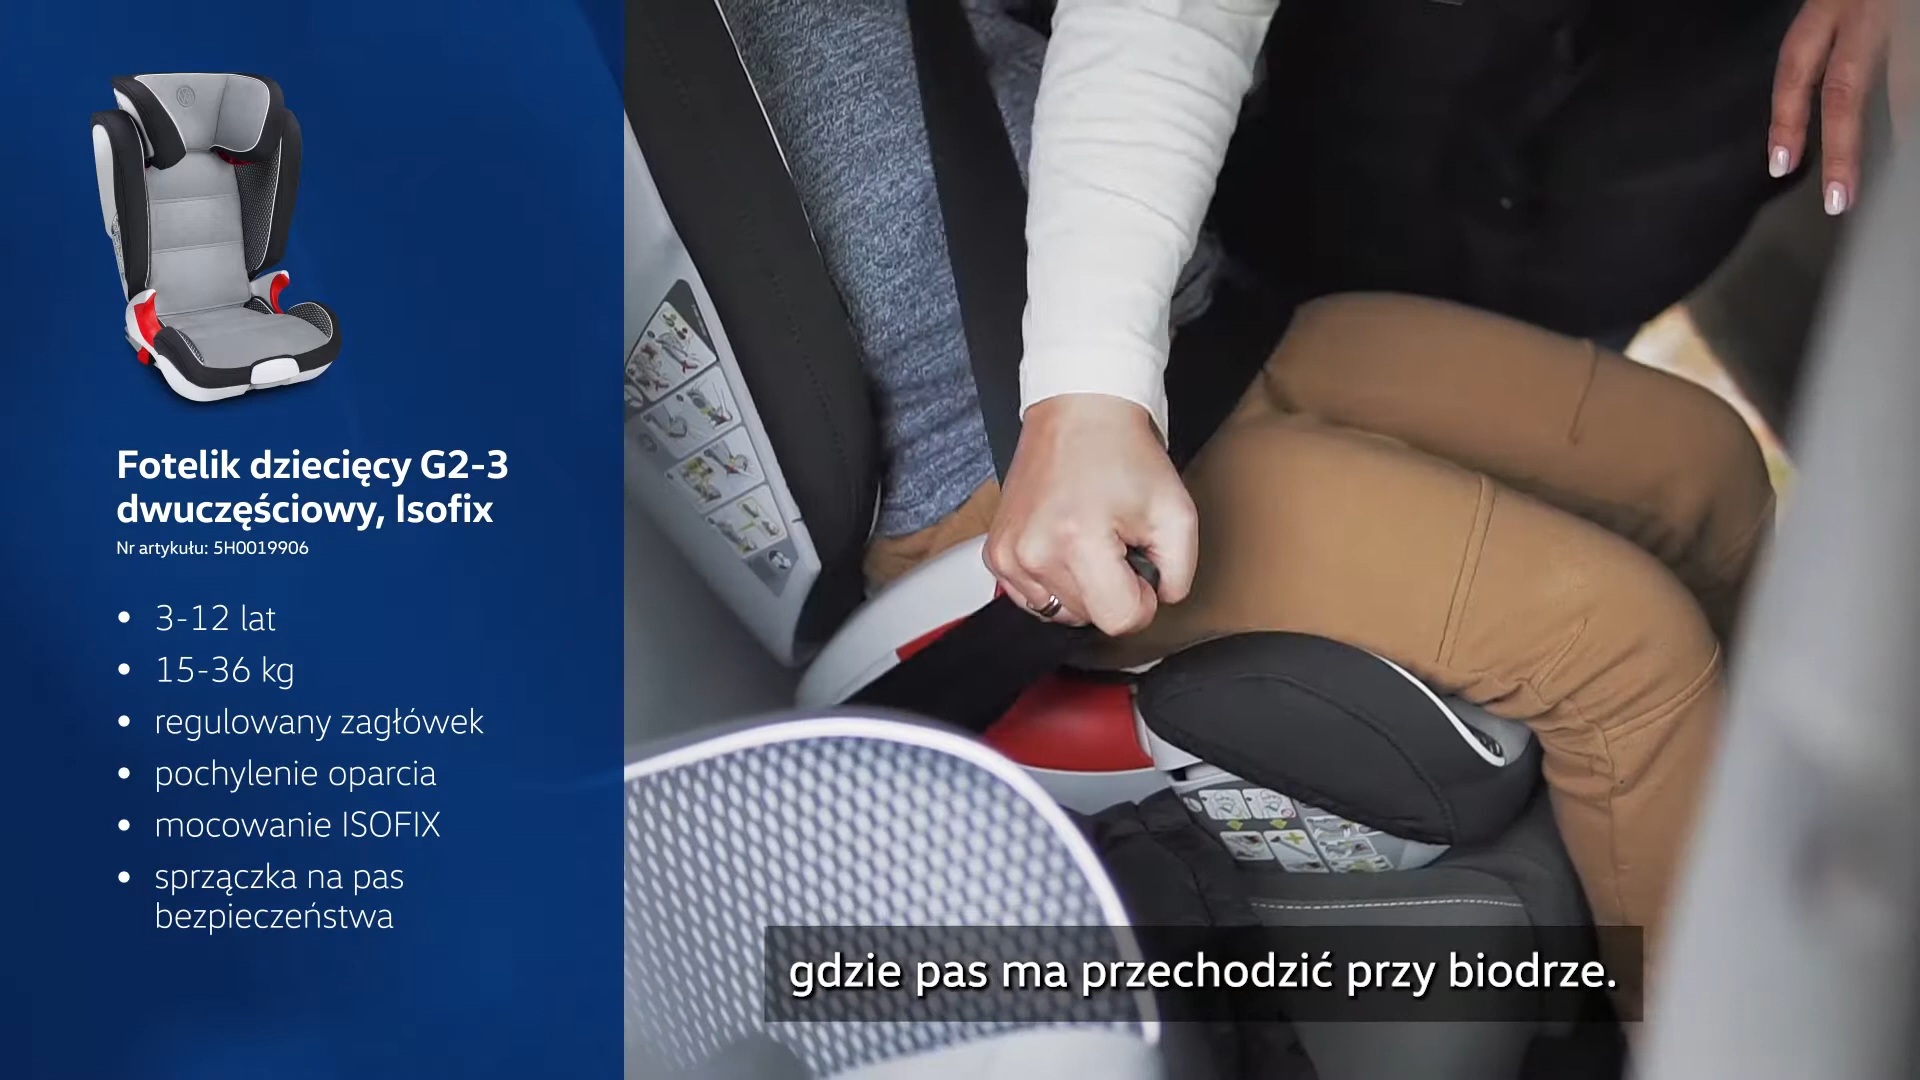 Fotelik dziecięcy G2-3
dwuczęściowy, Isofix
Nr artykułu: 5H0019906
• 3-12 lat
• 15-36 kg
• regulowany zagłówek
• pochylenie oparcia
• mocowanie ISOFIX
• sprzączka na pas
bezpieczeństwa
gdzie pas ma przechodzić przy biodrze.